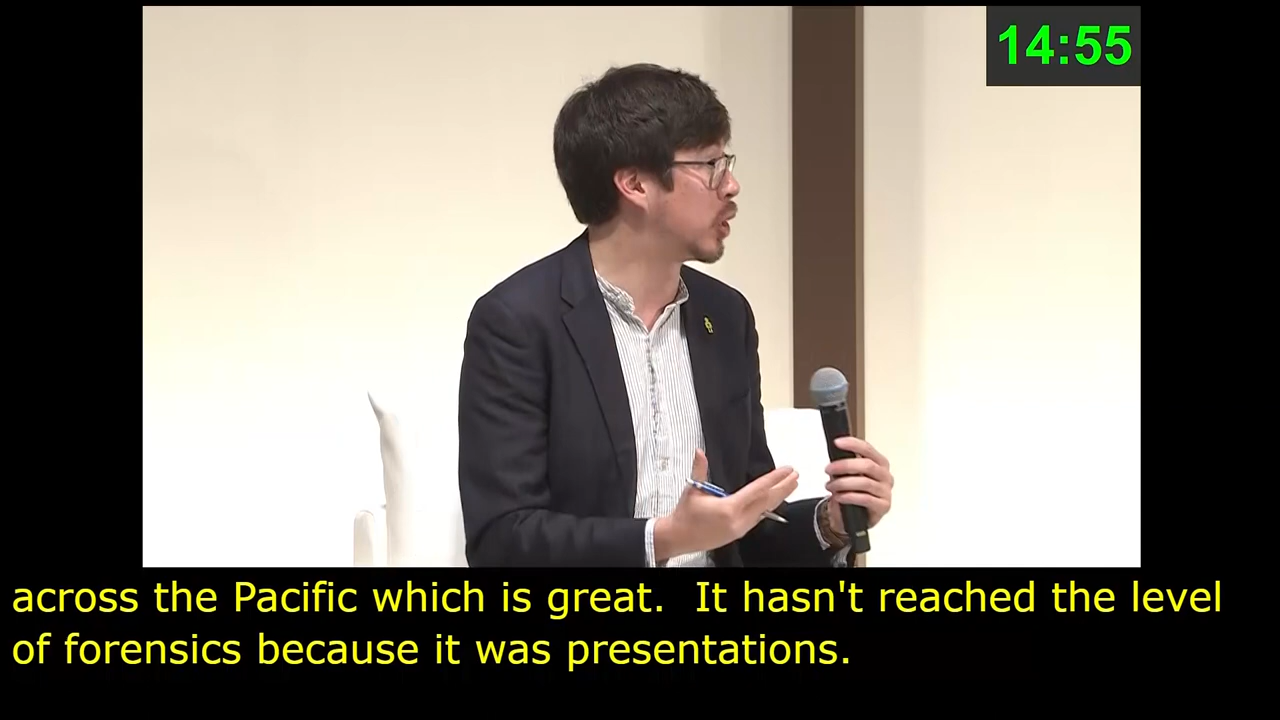 14:55
across the Pacific which is great.  It hasn't reached the level
of forensics because it was presentations.